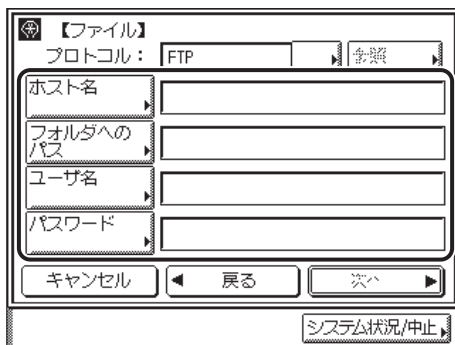 【ファイル】
プロトコル： FTP 参照
ホスト名
フォルダへの
パス
ユーザ名
パスワード
キャンセル 戻る 次へ
システム状況/中止